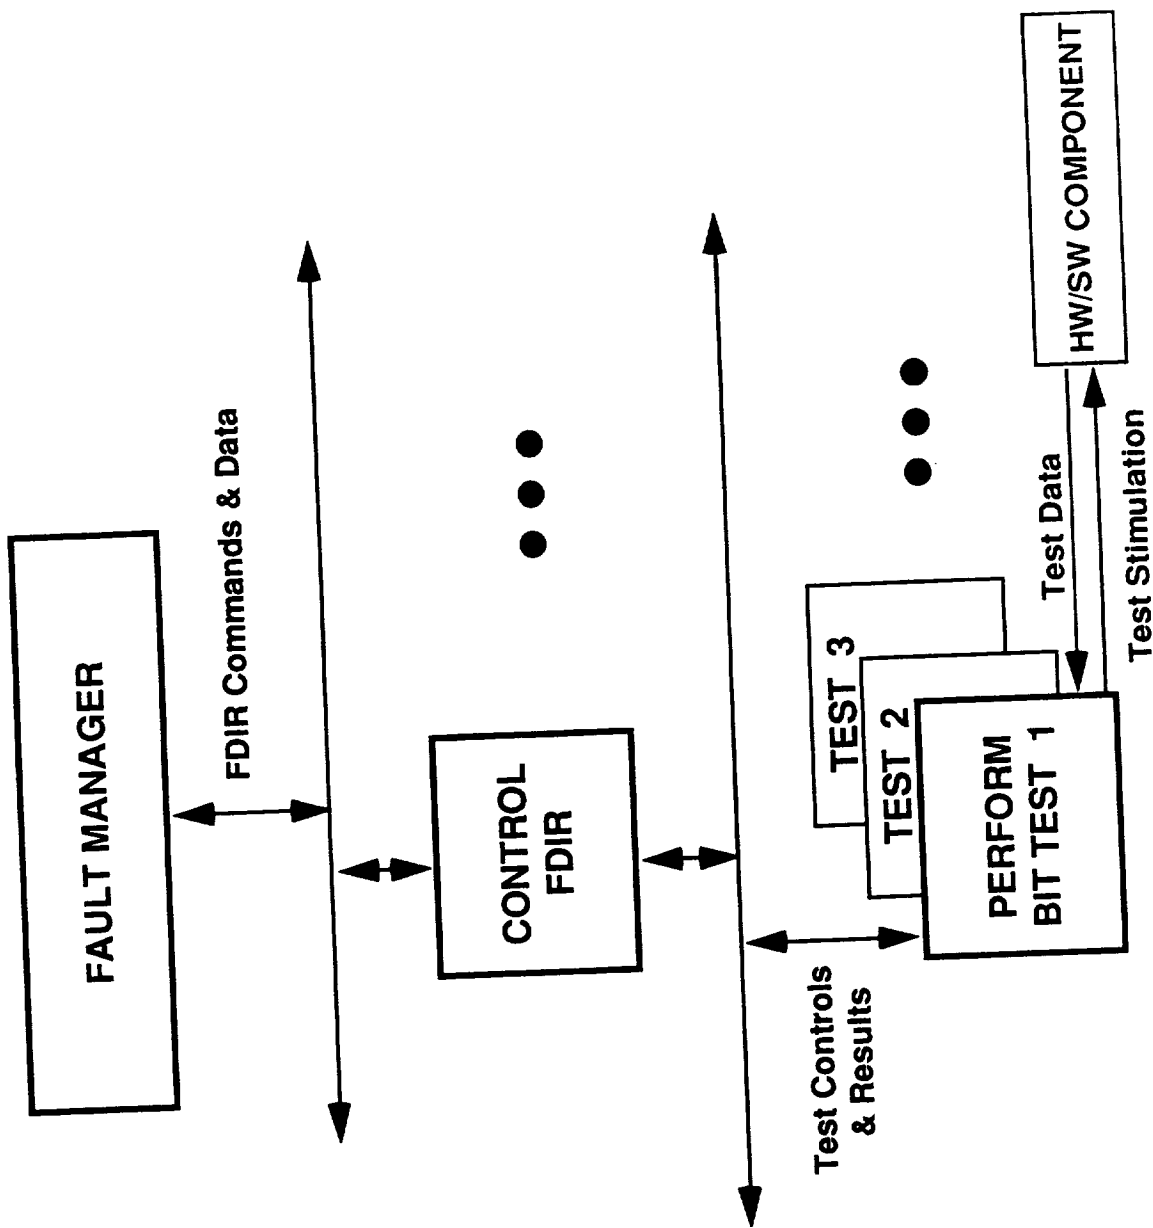 FAULT MANAGER
FDIR Commands & Data
CONTROL
FDIR
Test Controls
& Results
TEST 3
TEST 2
PERFORM
BIT TEST 1
Test Data
Test Stimulation
HW/SW COMPONENT